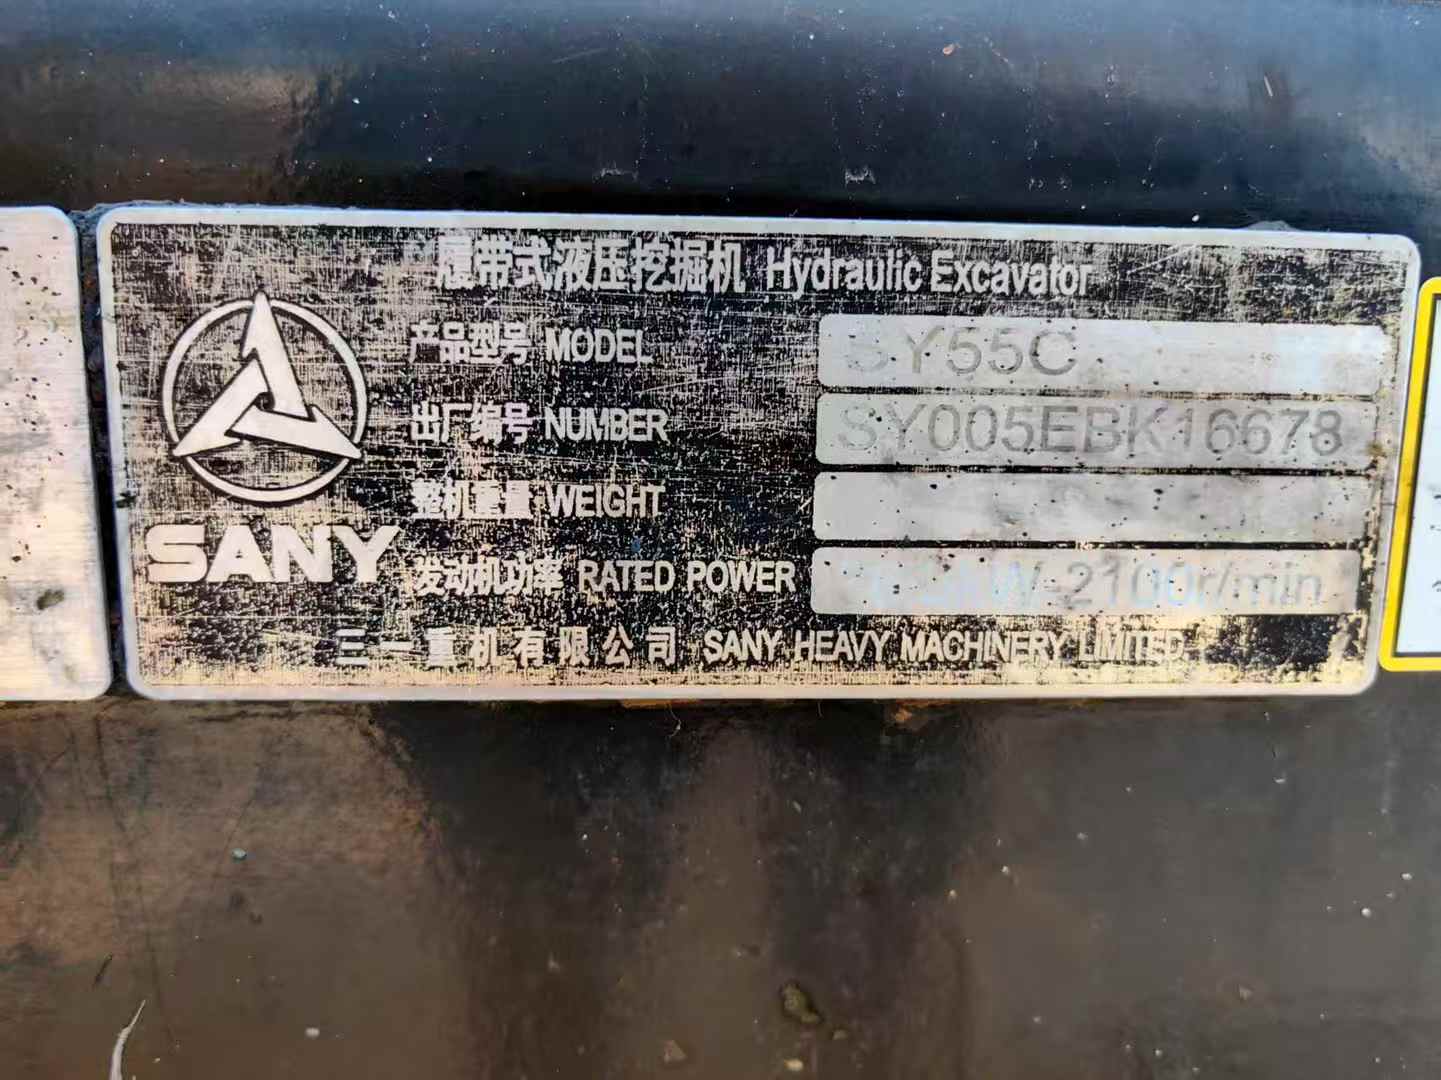 履带式液压挖掘机 Hydraulic Excavator
产品型号 MODEL SY55C
出厂编号 NUMBER SY005EBK16678
整机重量 WEIGHT
发动机功率 RATED POWER 2100r/min
SANY
三一重机有限公司 SANY HEAVY MACHINERY LIMITED